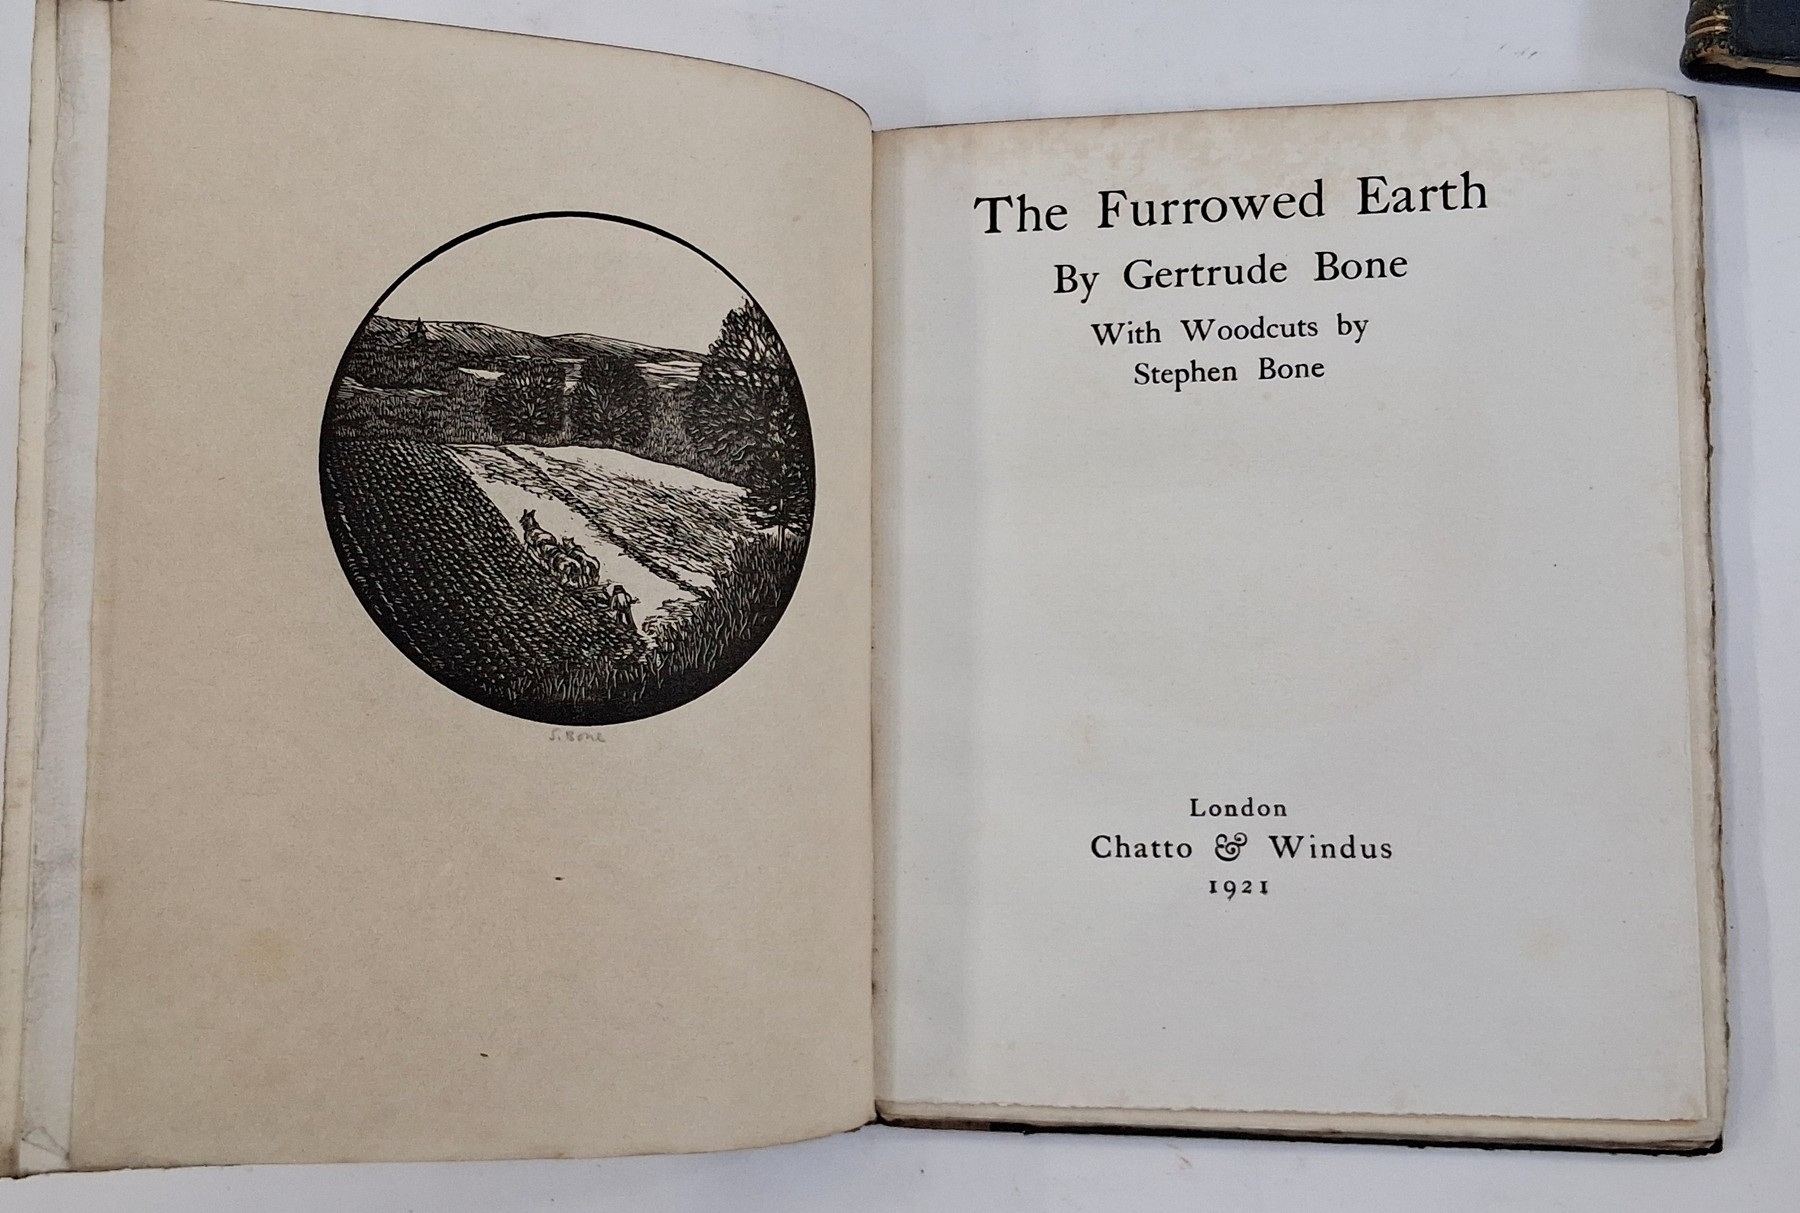 S. Bone
The Furrowed Earth
By Gertrude Bone
With Woodcuts by
Stephen Bone
London
Chatto & Windus
1921